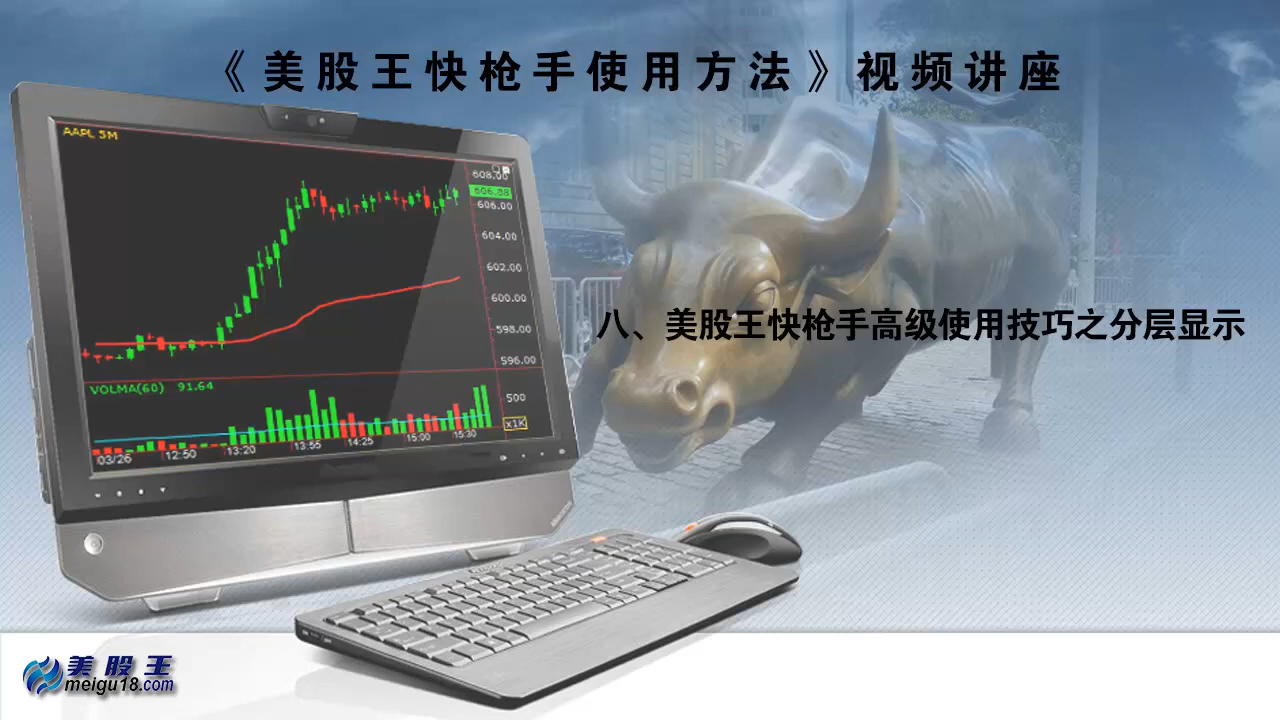 《美股王快枪手使用方法》视频讲座
AAPL 5M
608.00
606.88
606.00
604.00
602.00
600.00
598.00
596.00
八、美股王快枪手高级使用技巧之分层显示
VOLMA(60) 91.64
500
x1K
03/26 12:50 13:20 13:55 14:25 15:00 15:30
美股王
meigu18.com